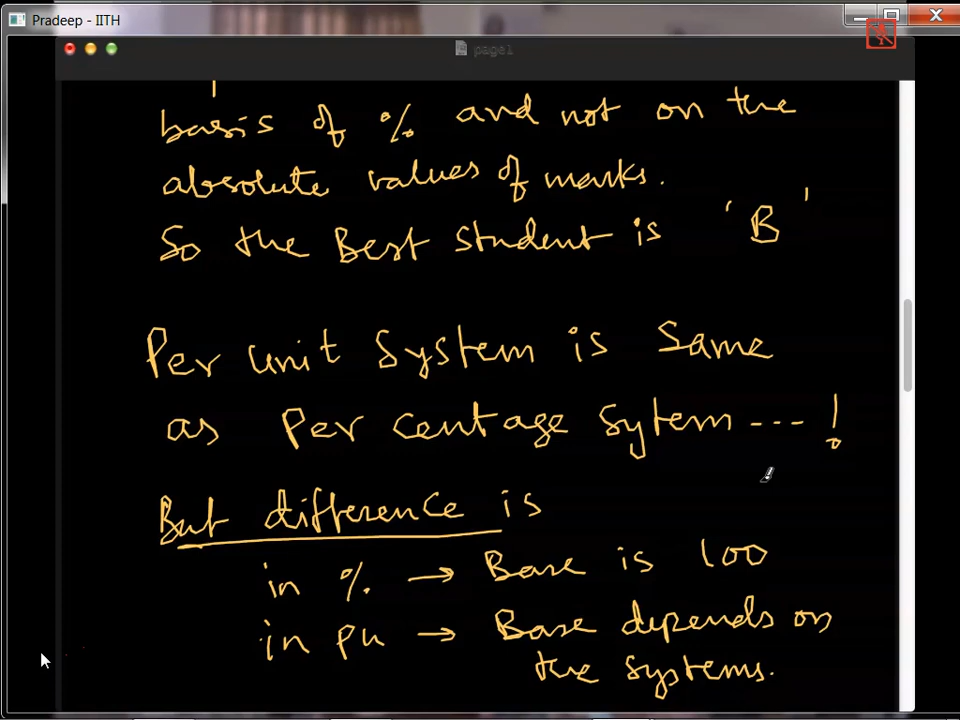 Pradeep - IITH
page1
basis of % and not on the
absolute values of marks.
So the Best student is 'B'
Per unit System is Same
as Per centage Sytem --- !
But difference is
in % → Base is 100
in pu → Base depends on
the systems.